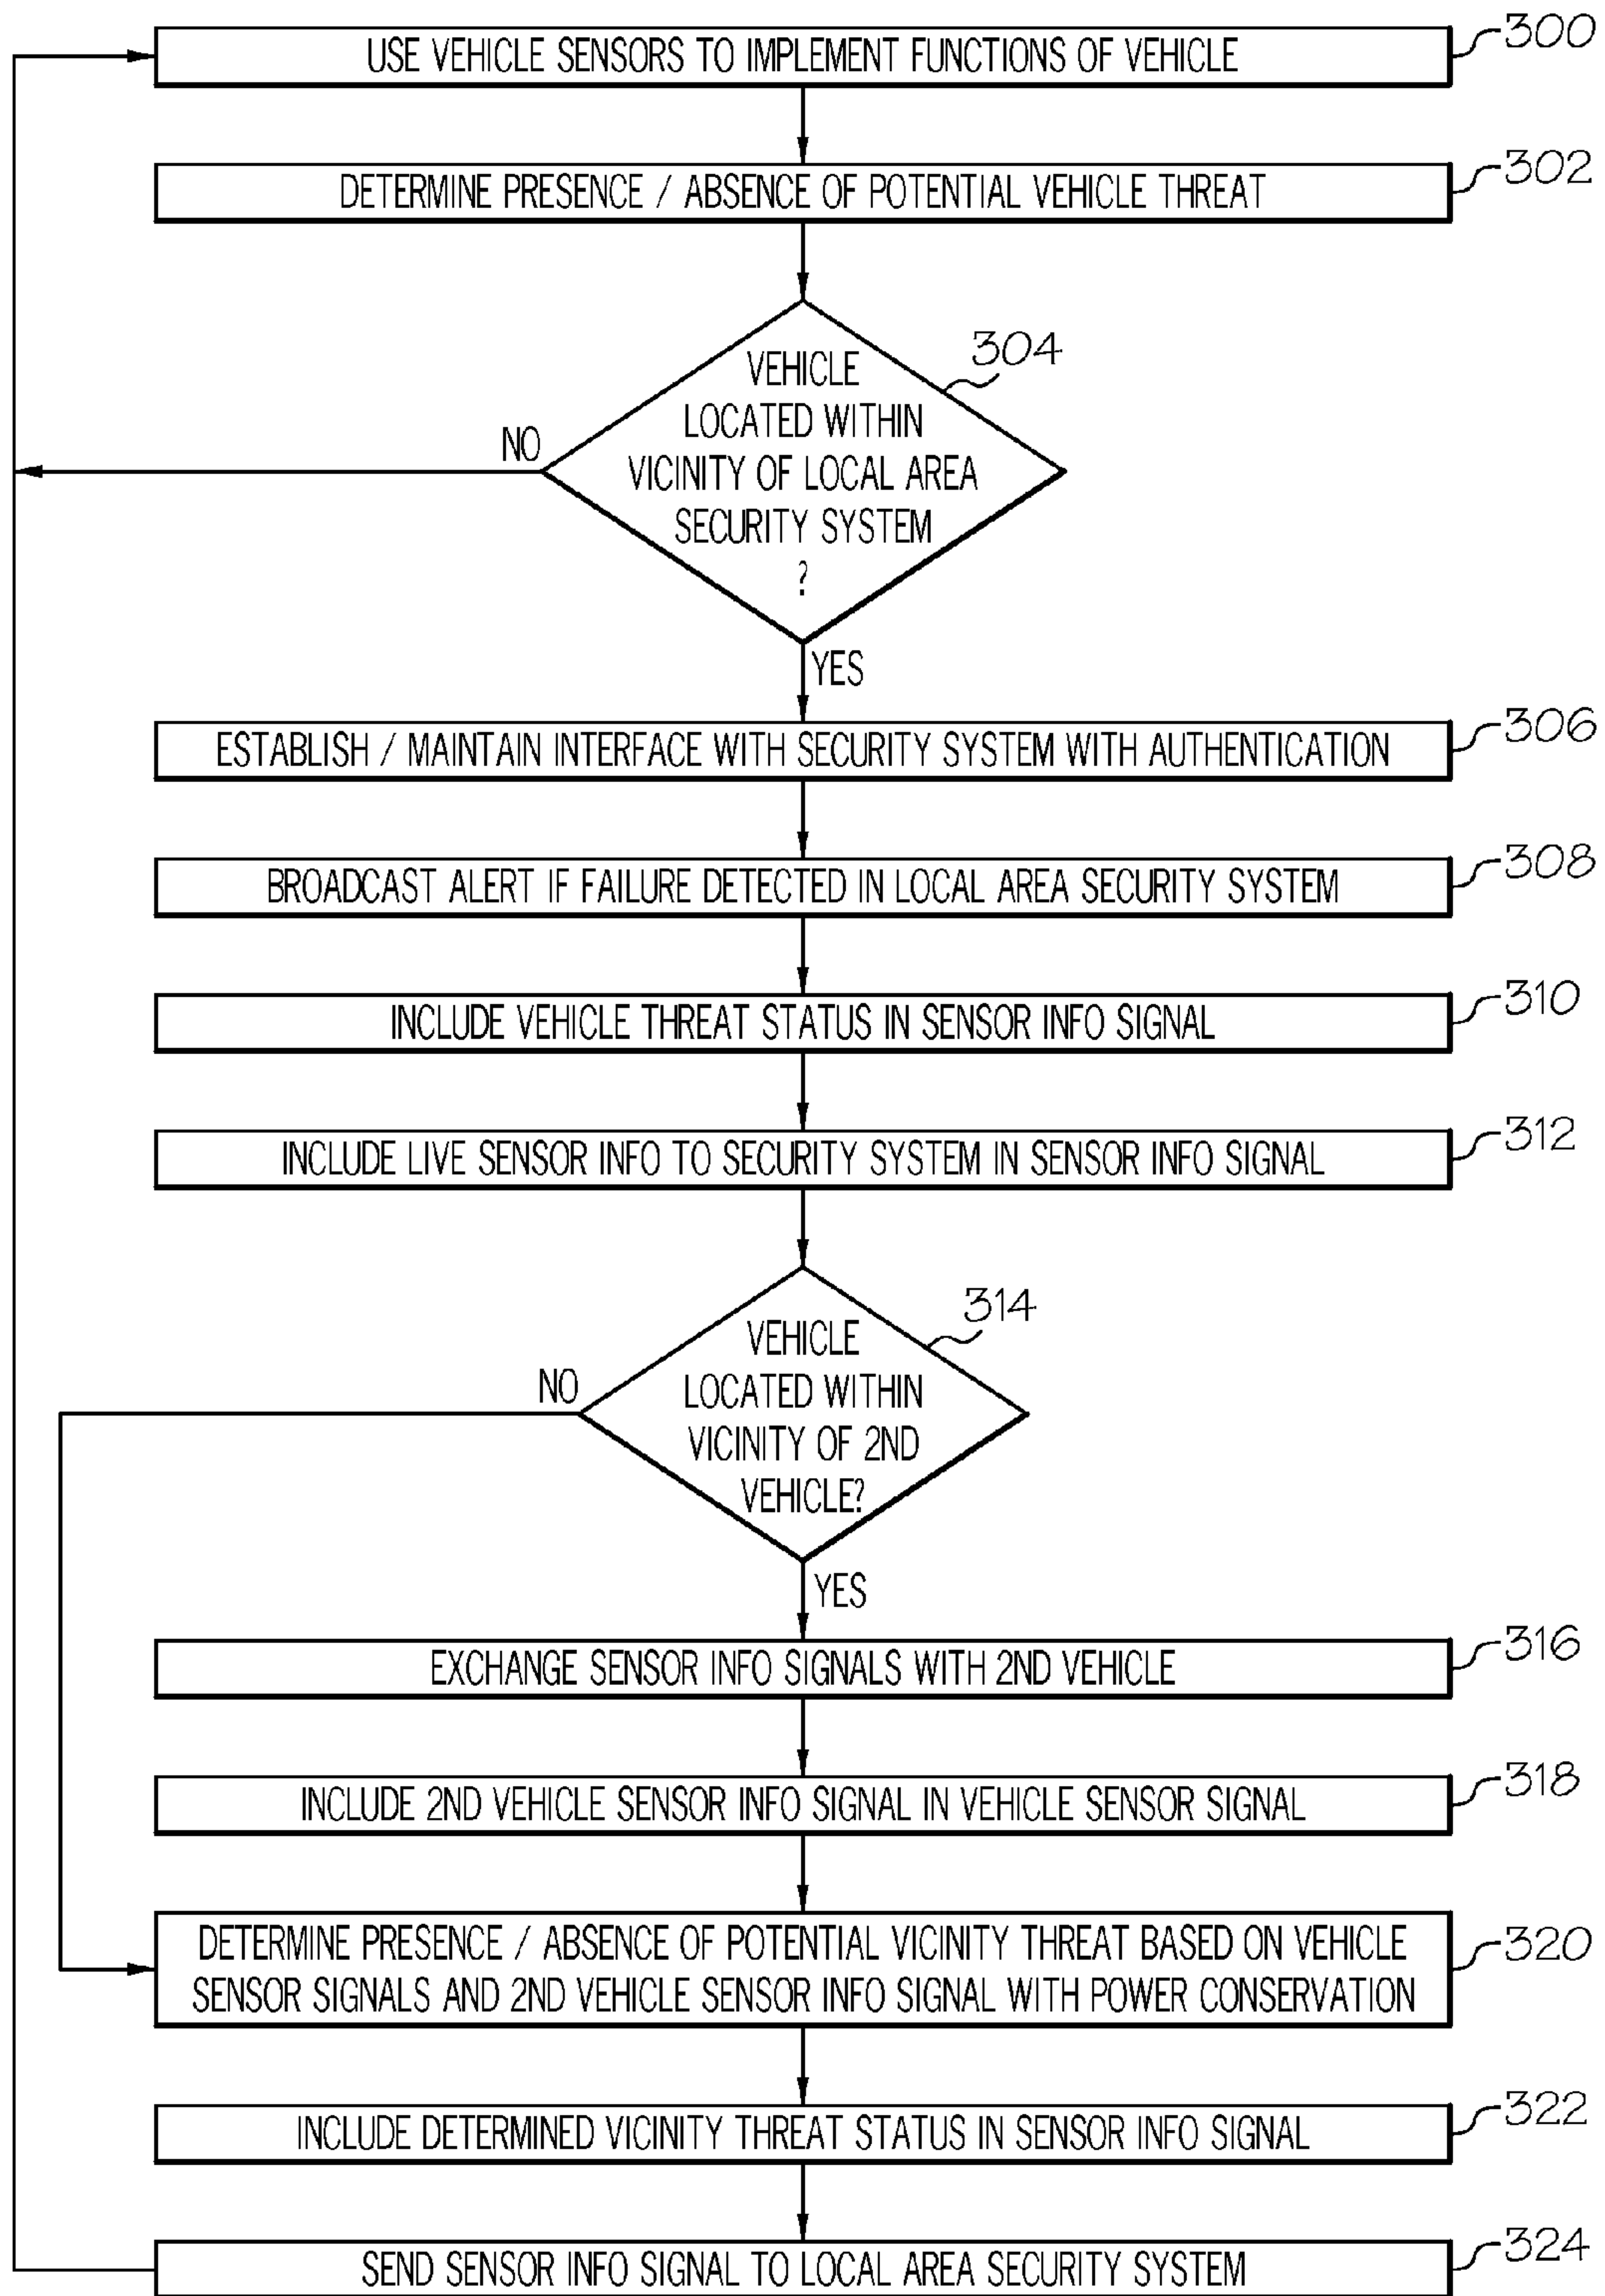 USE VEHICLE SENSORS TO IMPLEMENT FUNCTIONS OF VEHICLE
300
DETERMINE PRESENCE / ABSENCE OF POTENTIAL VEHICLE THREAT
302
304
VEHICLE
LOCATED WITHIN
VICINITY OF LOCAL AREA
SECURITY SYSTEM
?
NO
YES
ESTABLISH / MAINTAIN INTERFACE WITH SECURITY SYSTEM WITH AUTHENTICATION
306
BROADCAST ALERT IF FAILURE DETECTED IN LOCAL AREA SECURITY SYSTEM
308
INCLUDE VEHICLE THREAT STATUS IN SENSOR INFO SIGNAL
310
INCLUDE LIVE SENSOR INFO TO SECURITY SYSTEM IN SENSOR INFO SIGNAL
312
314
VEHICLE
LOCATED WITHIN
VICINITY OF 2ND
VEHICLE?
NO
YES
EXCHANGE SENSOR INFO SIGNALS WITH 2ND VEHICLE
316
INCLUDE 2ND VEHICLE SENSOR INFO SIGNAL IN VEHICLE SENSOR SIGNAL
318
DETERMINE PRESENCE / ABSENCE OF POTENTIAL VICINITY THREAT BASED ON VEHICLE
SENSOR SIGNALS AND 2ND VEHICLE SENSOR INFO SIGNAL WITH POWER CONSERVATION
320
INCLUDE DETERMINED VICINITY THREAT STATUS IN SENSOR INFO SIGNAL
322
SEND SENSOR INFO SIGNAL TO LOCAL AREA SECURITY SYSTEM
324